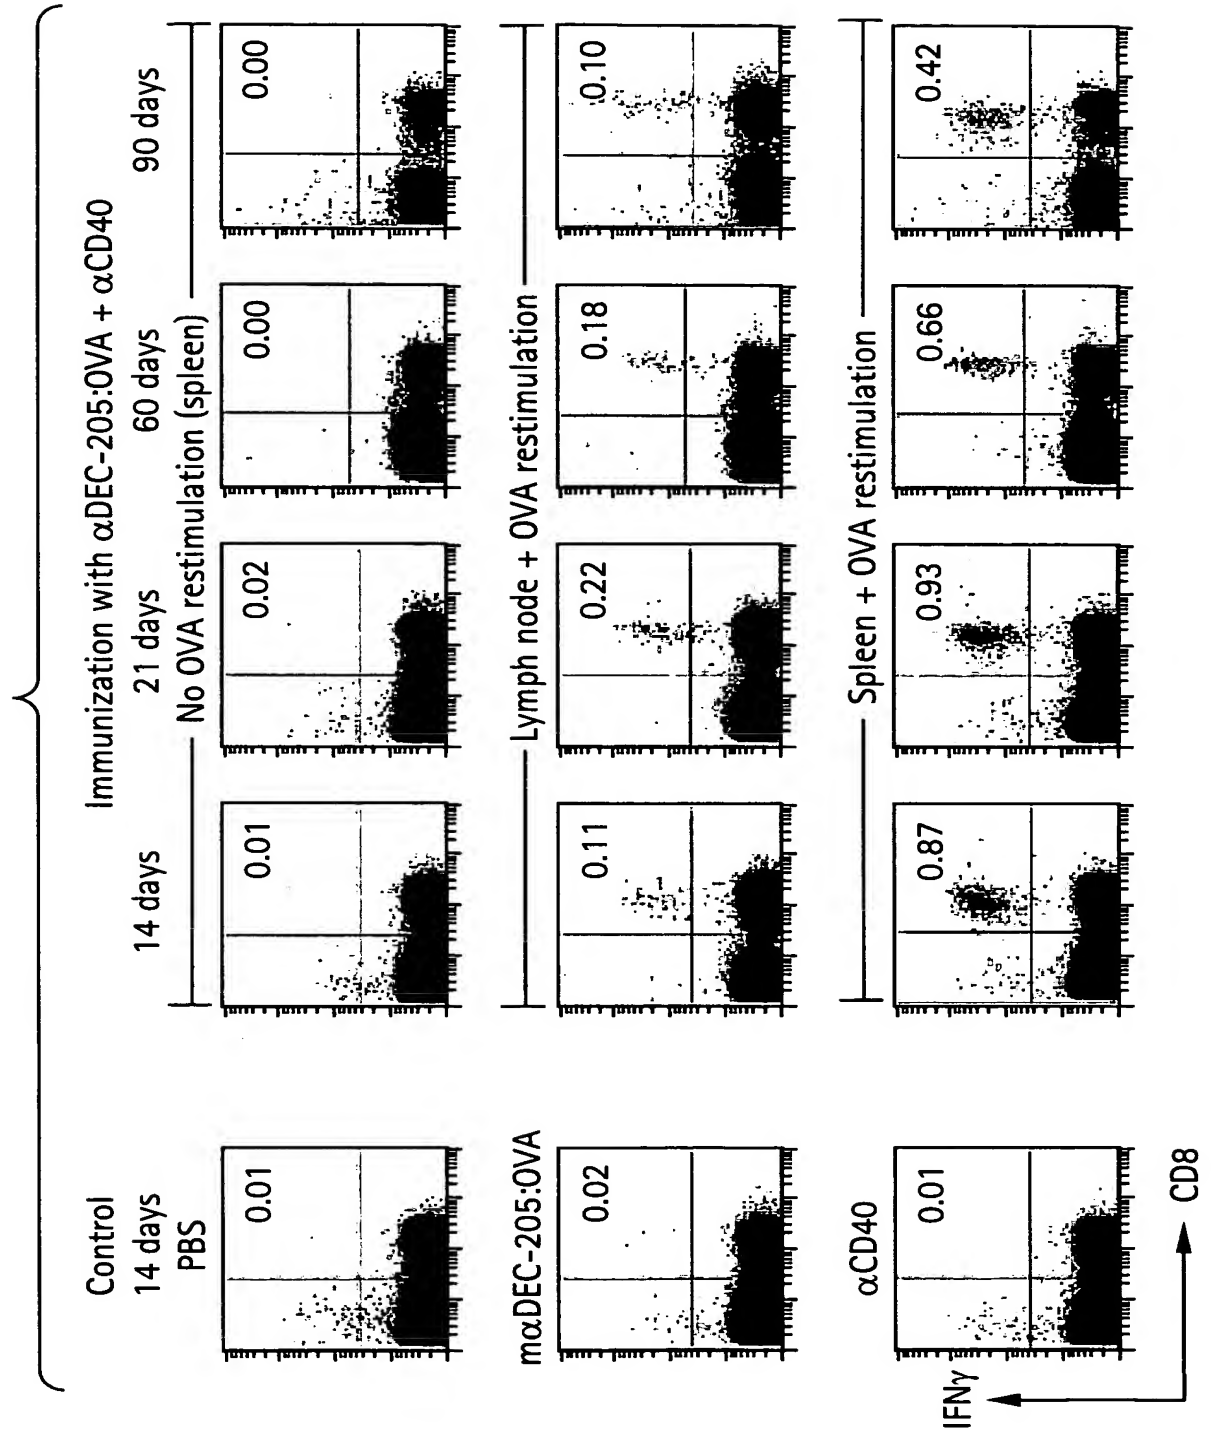 Immunization with αDEC-205:OVA + αCD40
Control
14 days
14 days
21 days
60 days
90 days
PBS
No OVA restimulation (spleen)
0.01
0.01
0.02
0.00
0.00
mαDEC-205:OVA
Lymph node + OVA restimulation
0.02
0.11
0.22
0.18
0.10
αCD40
Spleen + OVA restimulation
0.01
0.87
0.93
0.66
0.42
IFNγ
CD8